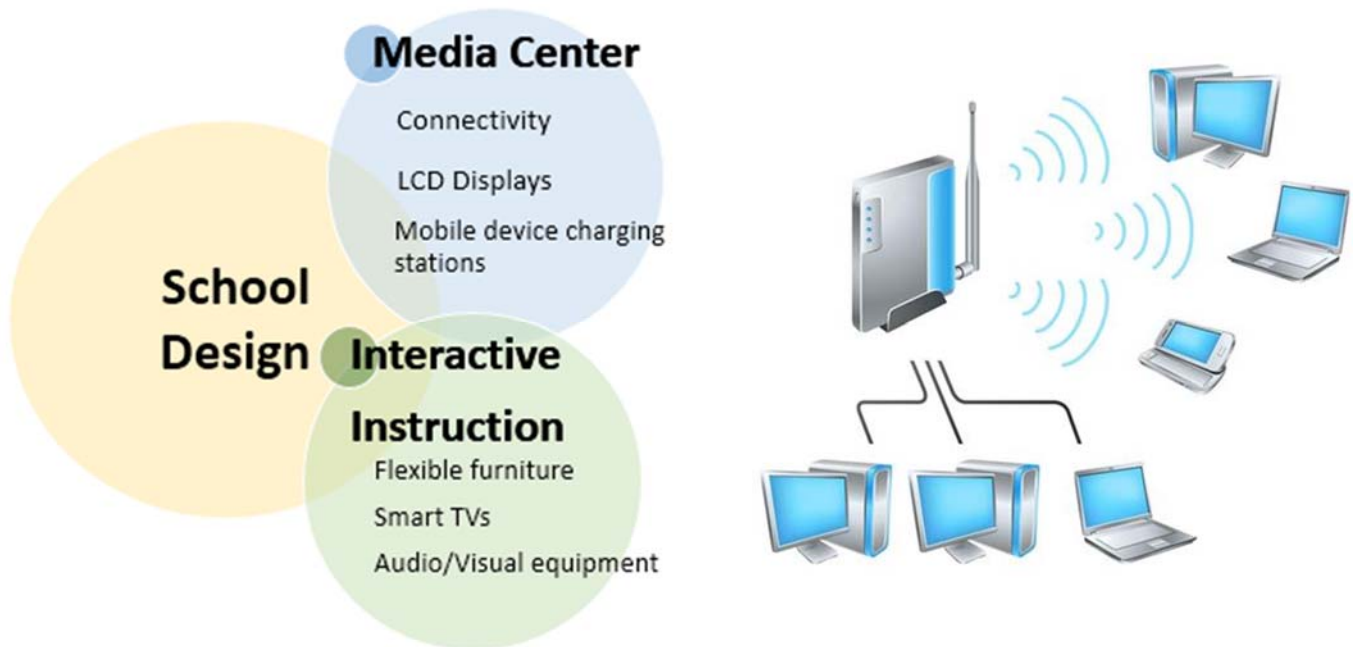 Media Center
Connectivity
LCD Displays
Mobile device charging
stations
School
Design
Interactive
Instruction
Flexible furniture
Smart TVs
Audio/Visual equipment